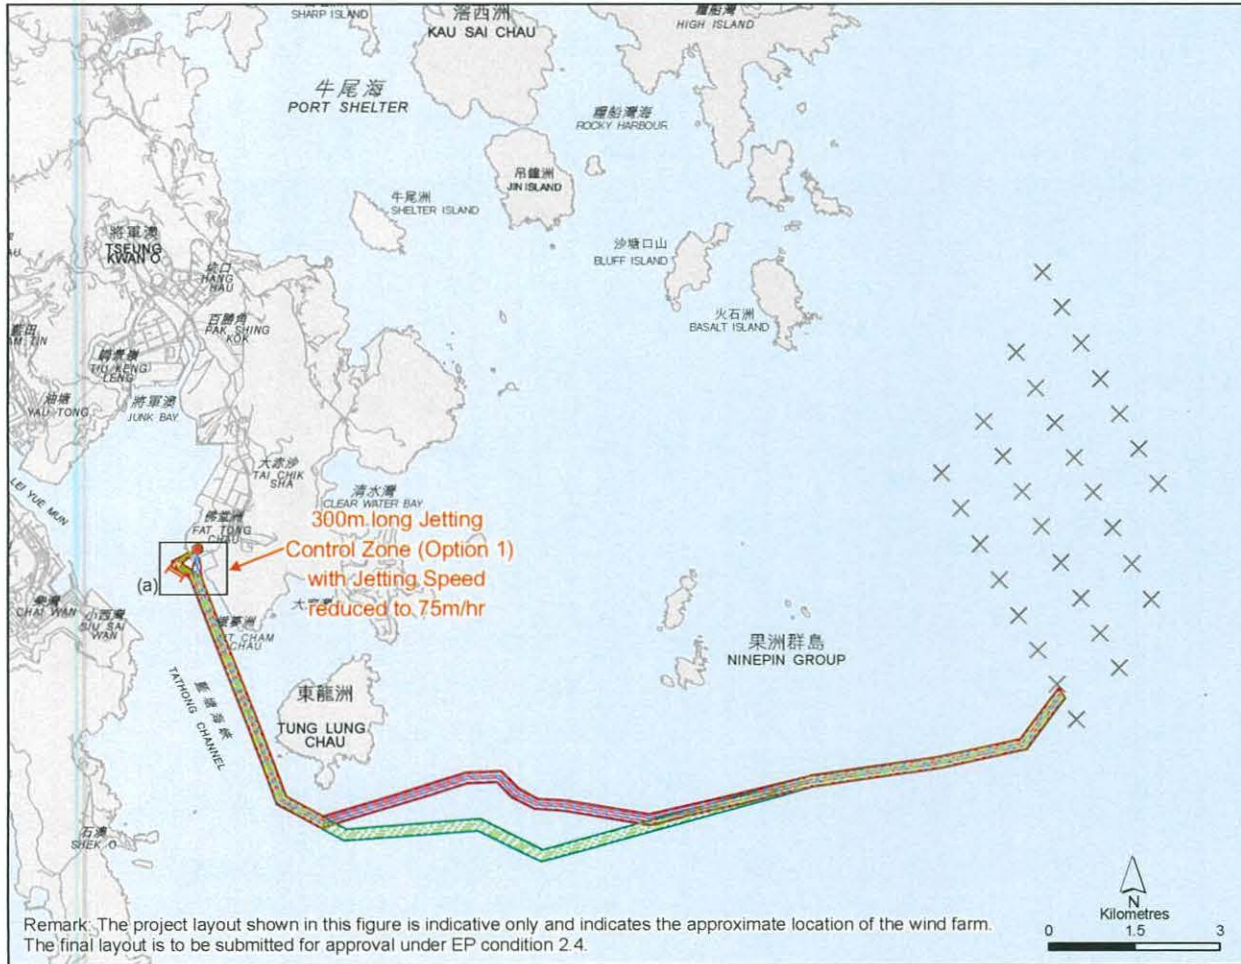 SHARP ISLAND
滘西洲
KAU SAI CHAU
糧船灣
HIGH ISLAND
牛尾海
PORT SHELTER
糧船灣海
ROCKY HARBOUR
吊鐘洲
JIN ISLAND
牛尾洲
SHELTER ISLAND
沙塘口山
BLUFF ISLAND
火石洲
BASALT ISLAND
將軍澳
TSEUNG
KWAN O
坑口
HANG
HAU
百勝角
PAK SHING
KOK
藍田
調景嶺
TIU KENG
LENG
油塘
YAU TONG
將軍澳
JUNK BAY
大赤沙
TAI CHIK
SHA
清水灣
CLEAR WATER BAY
LEI YUE MUN
佛堂洲
FAT TONG
CHAU
300m long Jetting
Control Zone (Option 1)
with Jetting Speed
reduced to 75m/hr
(a)
柴灣
CHAI WAN
小西灣
SIU SAI
WAN
CHAM
CHAU
藍塘海峽
TATHONG CHANNEL
東龍洲
TUNG LUNG
CHAU
果洲群島
NINEPIN GROUP
石澳
SHEK O
N
Kilometres
0 1.5 3
Remark: The project layout shown in this figure is indicative only and indicates the approximate location of the wind farm.
The final layout is to be submitted for approval under EP condition 2.4.